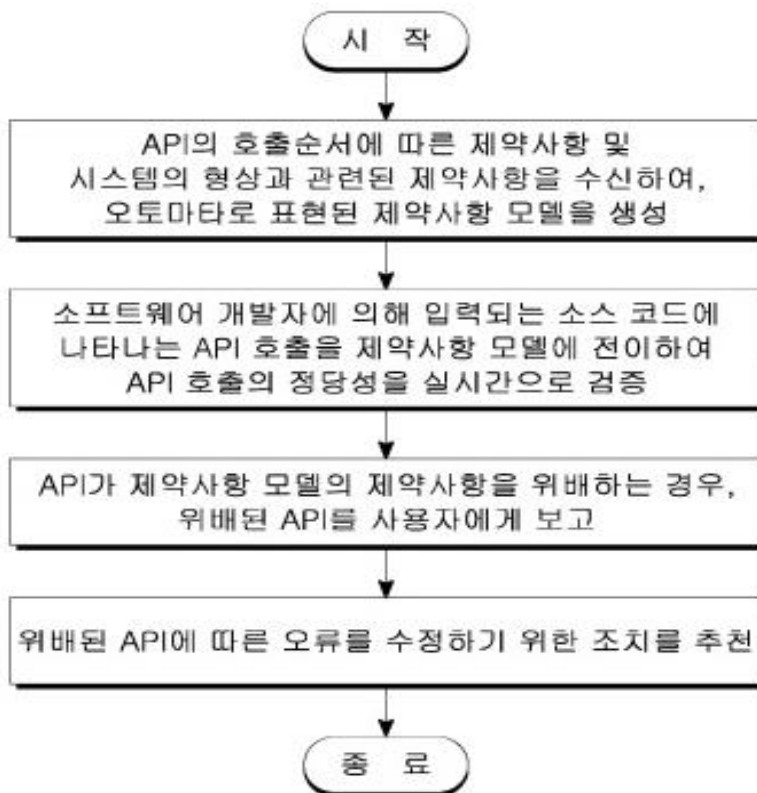 시 작
API의 호출순서에 따른 제약사항 및
시스템의 형상과 관련된 제약사항을 수신하여,
오토마타로 표현된 제약사항 모델을 생성
소프트웨어 개발자에 의해 입력되는 소스 코드에
나타나는 API 호출을 제약사항 모델에 전이하여
API 호출의 정당성을 실시간으로 검증
API가 제약사항 모델의 제약사항을 위배하는 경우,
위배된 API를 사용자에게 보고
위배된 API에 따른 오류를 수정하기 위한 조치를 추천
종 료